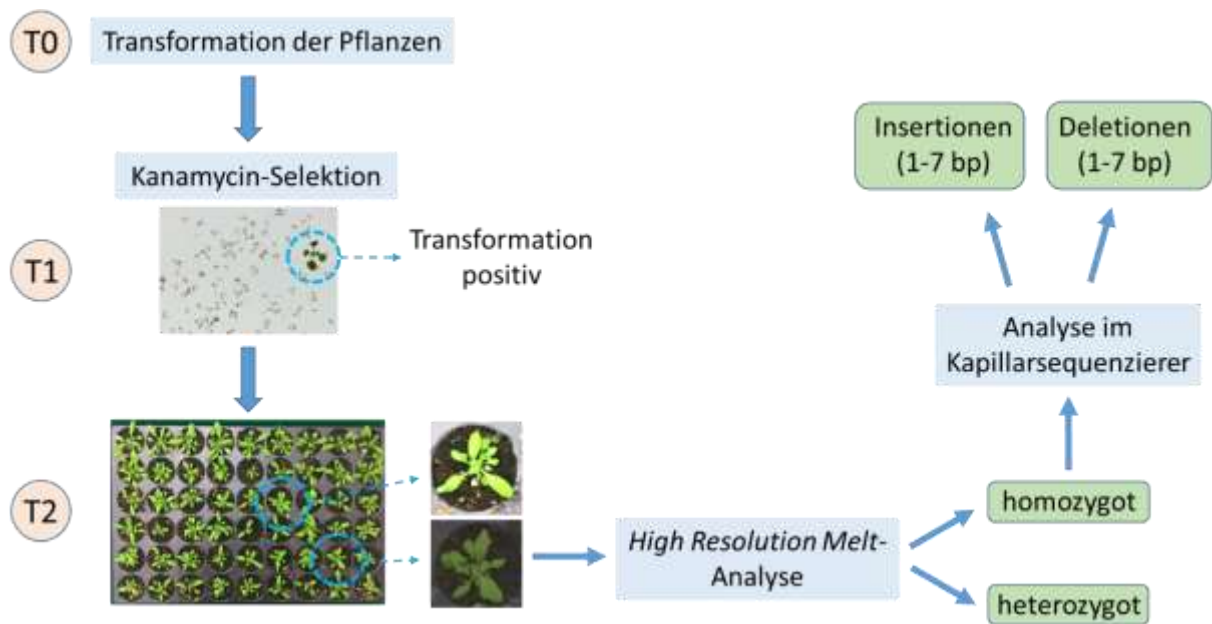 T0
Transformation der Pflanzen
Kanamycin-Selektion
T1
Transformation
positiv
T2
High Resolution Melt-
Analyse
homozygot
heterozygot
Analyse im
Kapillarsequenzierer
Insertionen
(1-7 bp)
Deletionen
(1-7 bp)